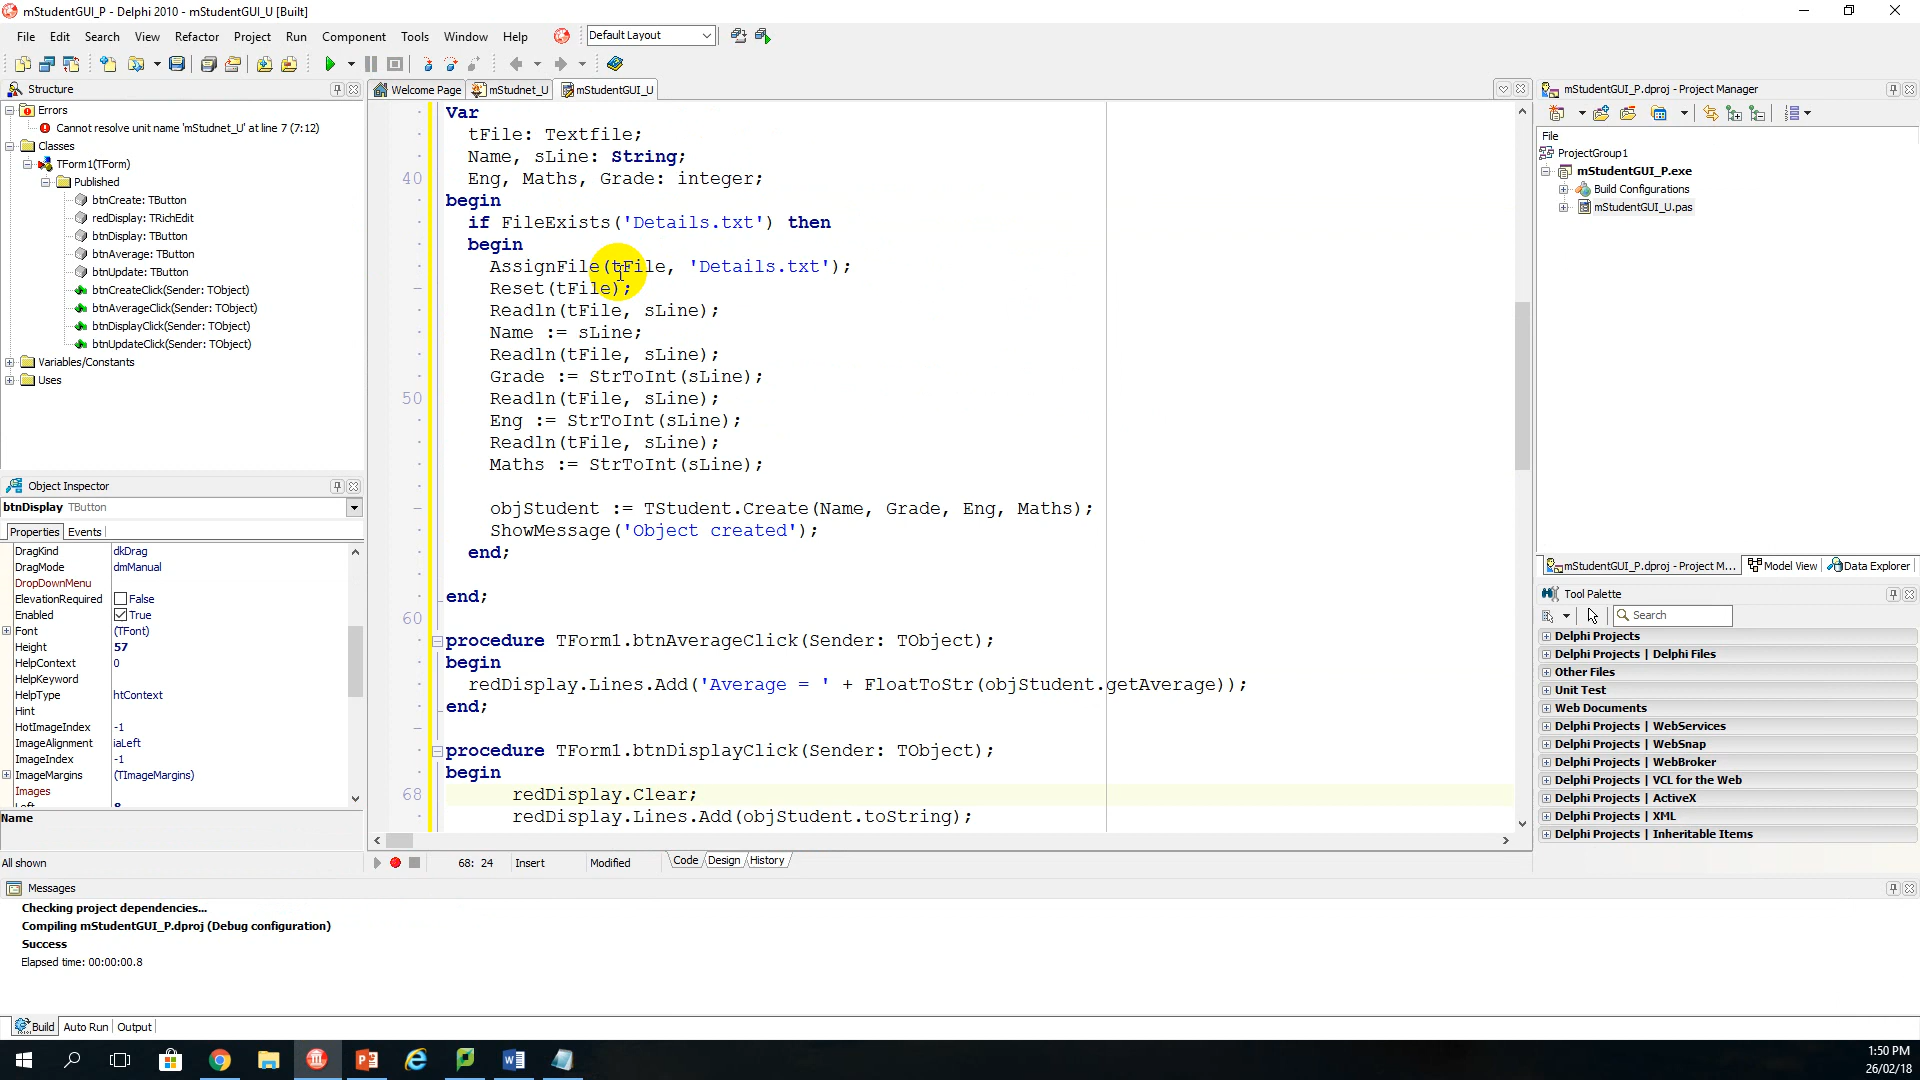 mStudentGUI_P - Delphi 2010 - mStudentGUI_U [Built]
File Edit Search View Refactor Project Run Component Tools Window Help Default Layout
Structure
Errors
Cannot resolve unit name 'mStudnet_U' at line 7 (7:12)
Classes
TForm1(TForm)
Published
btnCreate: TButton
redDisplay: TRichEdit
btnDisplay: TButton
btnAverage: TButton
btnUpdate: TButton
btnCreateClick(Sender: TObject)
btnAverageClick(Sender: TObject)
btnDisplayClick(Sender: TObject)
btnUpdateClick(Sender: TObject)
Variables/Constants
Uses
Object Inspector
btnDisplay TButton
Properties Events
DragKind dkDrag
DragMode dmManual
DropDownMenu
ElevationRequired False
Enabled True
Font (TFont)
Height 57
HelpContext 0
HelpKeyword
HelpType htContext
Hint
HotImageIndex -1
ImageAlignment iaLeft
ImageIndex -1
ImageMargins (TImageMargins)
Images
Left 8
Name
All shown
Welcome Page mStudnet_U mStudentGUI_U
Var
tFile: Textfile;
Name, sLine: String;
40 Eng, Maths, Grade: integer;
begin
if FileExists('Details.txt') then
begin
AssignFile(tFile, 'Details.txt');
Reset(tFile);
Readln(tFile, sLine);
Name := sLine;
Readln(tFile, sLine);
Grade := StrToInt(sLine);
50 Readln(tFile, sLine);
Eng := StrToInt(sLine);
Readln(tFile, sLine);
Maths := StrToInt(sLine);
objStudent := TStudent.Create(Name, Grade, Eng, Maths);
ShowMessage('Object created');
end;
end;
60
procedure TForm1.btnAverageClick(Sender: TObject);
begin
redDisplay.Lines.Add('Average = ' + FloatToStr(objStudent.getAverage));
end;
procedure TForm1.btnDisplayClick(Sender: TObject);
begin
68 redDisplay.Clear;
redDisplay.Lines.Add(objStudent.toString);
68: 24 Insert Modified Code Design History
mStudentGUI_P.dproj - Project Manager
File
ProjectGroup1
mStudentGUI_P.exe
Build Configurations
mStudentGUI_U.pas
mStudentGUI_P.dproj - Project M... Model View Data Explorer
Tool Palette
Search
Delphi Projects
Delphi Projects | Delphi Files
Other Files
Unit Test
Web Documents
Delphi Projects | WebServices
Delphi Projects | WebSnap
Delphi Projects | WebBroker
Delphi Projects | VCL for the Web
Delphi Projects | ActiveX
Delphi Projects | XML
Delphi Projects | Inheritable Items
Messages
Checking project dependencies...
Compiling mStudentGUI_P.dproj (Debug configuration)
Success
Elapsed time: 00:00:00.8
Build Auto Run Output
1:50 PM
26/02/18